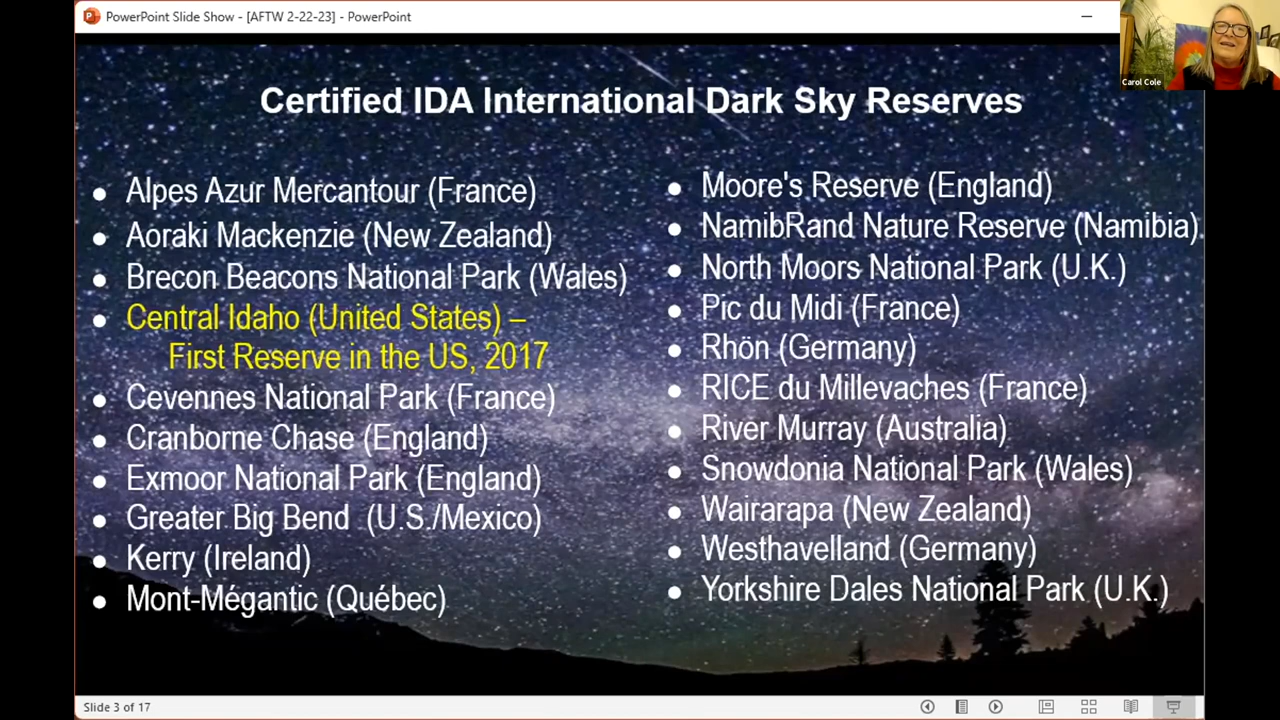 PowerPoint Slide Show - [AFTW 2-22-23] - PowerPoint
Carol Cole
Certified IDA International Dark Sky Reserves
Alpes Azur Mercantour (France)
Aoraki Mackenzie (New Zealand)
Brecon Beacons National Park (Wales)
Central Idaho (United States) –
First Reserve in the US, 2017
Cevennes National Park (France)
Cranborne Chase (England)
Exmoor National Park (England)
Greater Big Bend (U.S./Mexico)
Kerry (Ireland)
Mont-Mégantic (Québec)
Moore's Reserve (England)
NamibRand Nature Reserve (Namibia).
North Moors National Park (U.K.)
Pic du Midi (France)
Rhön (Germany)
RICE du Millevaches (France)
River Murray (Australia)
Snowdonia National Park (Wales)
Wairarapa (New Zealand)
Westhavelland (Germany)
Yorkshire Dales National Park (U.K.)
Slide 3 of 17